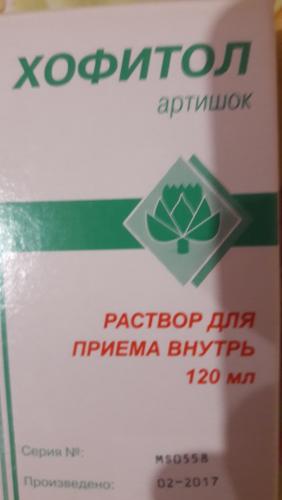 ХОФИТОЛ
артишок
РАСТВОР ДЛЯ
ПРИЕМА ВНУТРЬ
120 мл
Серия №: MS0558
Произведено: 02-2017